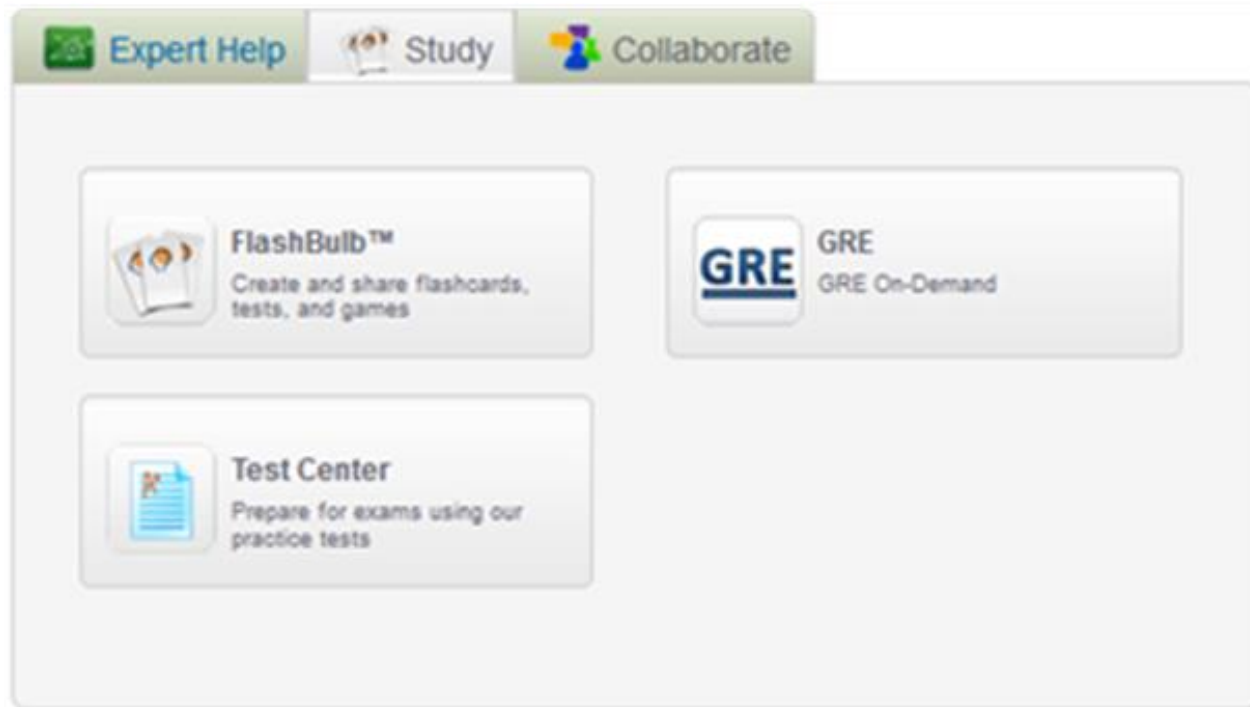 Expert Help
Study
Collaborate
FlashBulb™
Create and share flashcards,
tests, and games
GRE
GRE
GRE On-Demand
Test Center
Prepare for exams using our
practice tests